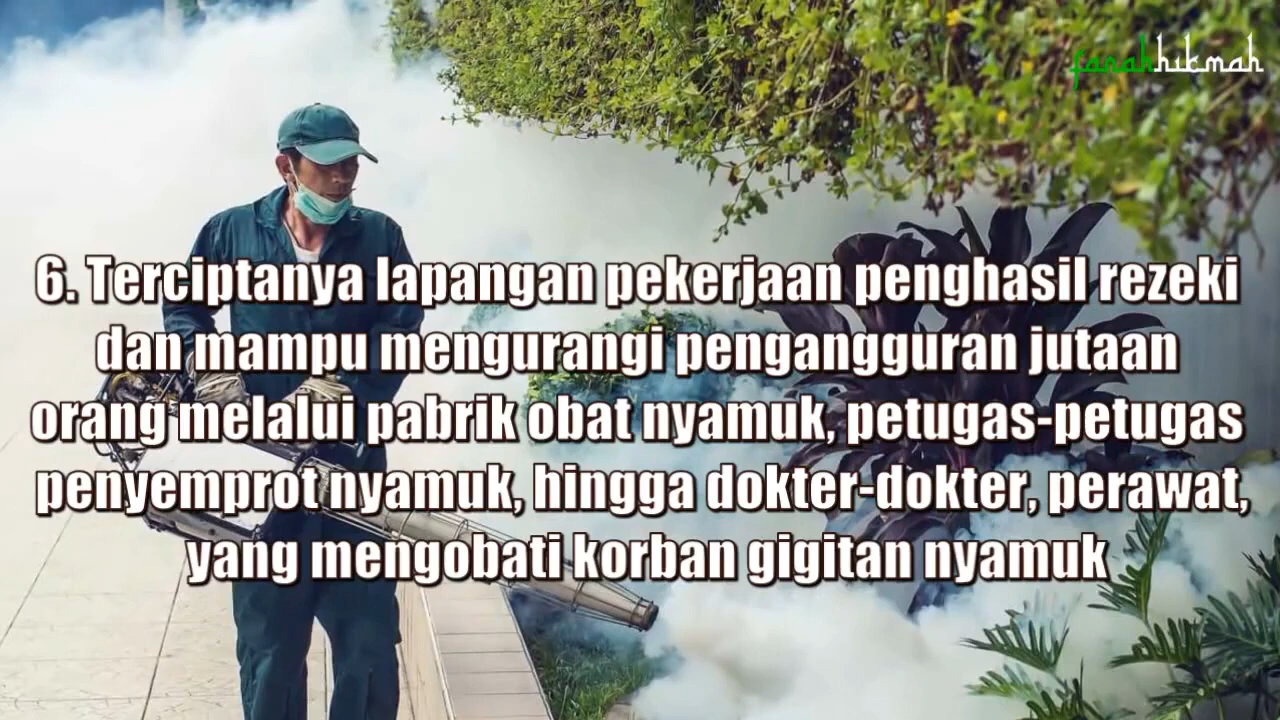 fanahhikmah
6. Terciptanya lapangan pekerjaan penghasil rezeki
dan mampu mengurangi pengangguran jutaan
orang melalui pabrik obat nyamuk, petugas-petugas
penyemprot nyamuk, hingga dokter-dokter, perawat,
yang mengobati korban gigitan nyamuk